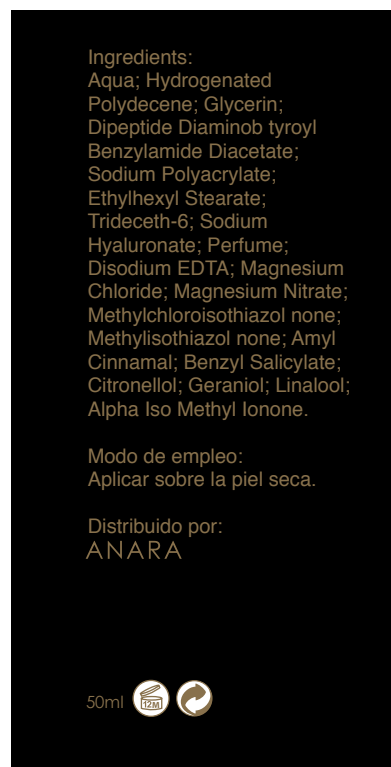 Ingredients:
Aqua; Hydrogenated
Polydecene; Glycerin;
Dipeptide Diaminob tyroyl
Benzylamide Diacetate;
Sodium Polyacrylate;
Ethylhexyl Stearate;
Trideceth-6; Sodium
Hyaluronate; Perfume;
Disodium EDTA; Magnesium
Chloride; Magnesium Nitrate;
Methylchloroisothiazol none;
Methylisothiazol none; Amyl
Cinnamal; Benzyl Salicylate;
Citronellol; Geraniol; Linalool;
Alpha Iso Methyl Ionone.
Modo de empleo:
Aplicar sobre la piel seca.
Distribuido por:
ANARA
50ml 12M